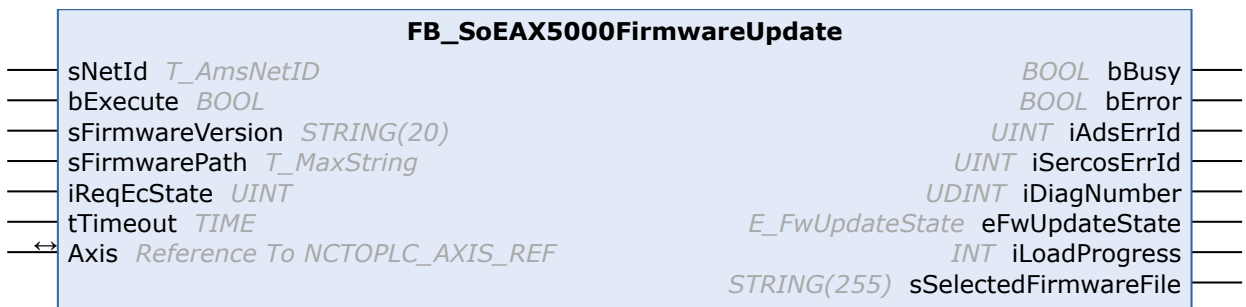 FB_SoEAX5000FirmwareUpdate
sNetId T_AmsNetID BOOL bBusy
bExecute BOOL BOOL bError
sFirmwareVersion STRING(20) UINT iAdsErrId
sFirmwarePath T_MaxString UINT iSercosErrId
iReqEcState UINT UDINT iDiagNumber
tTimeout TIME E_FwUpdateState eFwUpdateState
↔ Axis Reference To NCTOPLC_AXIS_REF INT iLoadProgress
STRING(255) sSelectedFirmwareFile